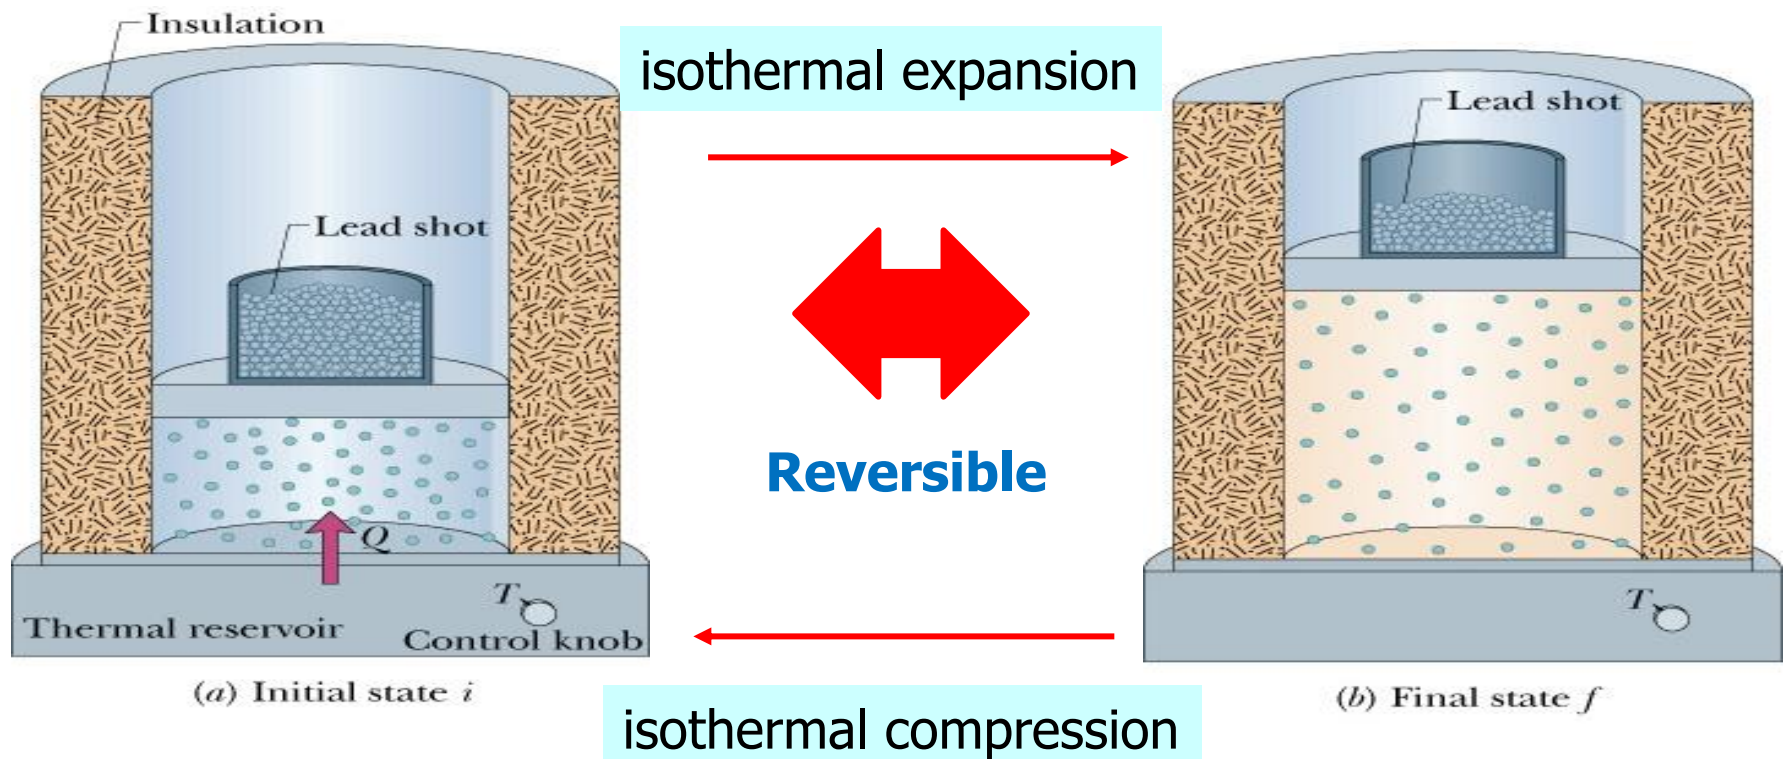 Insulation
isothermal expansion
Lead shot
Lead shot
Reversible
Q
T
T
Thermal reservoir
Control knob
(a) Initial state i
(b) Final state f
isothermal compression